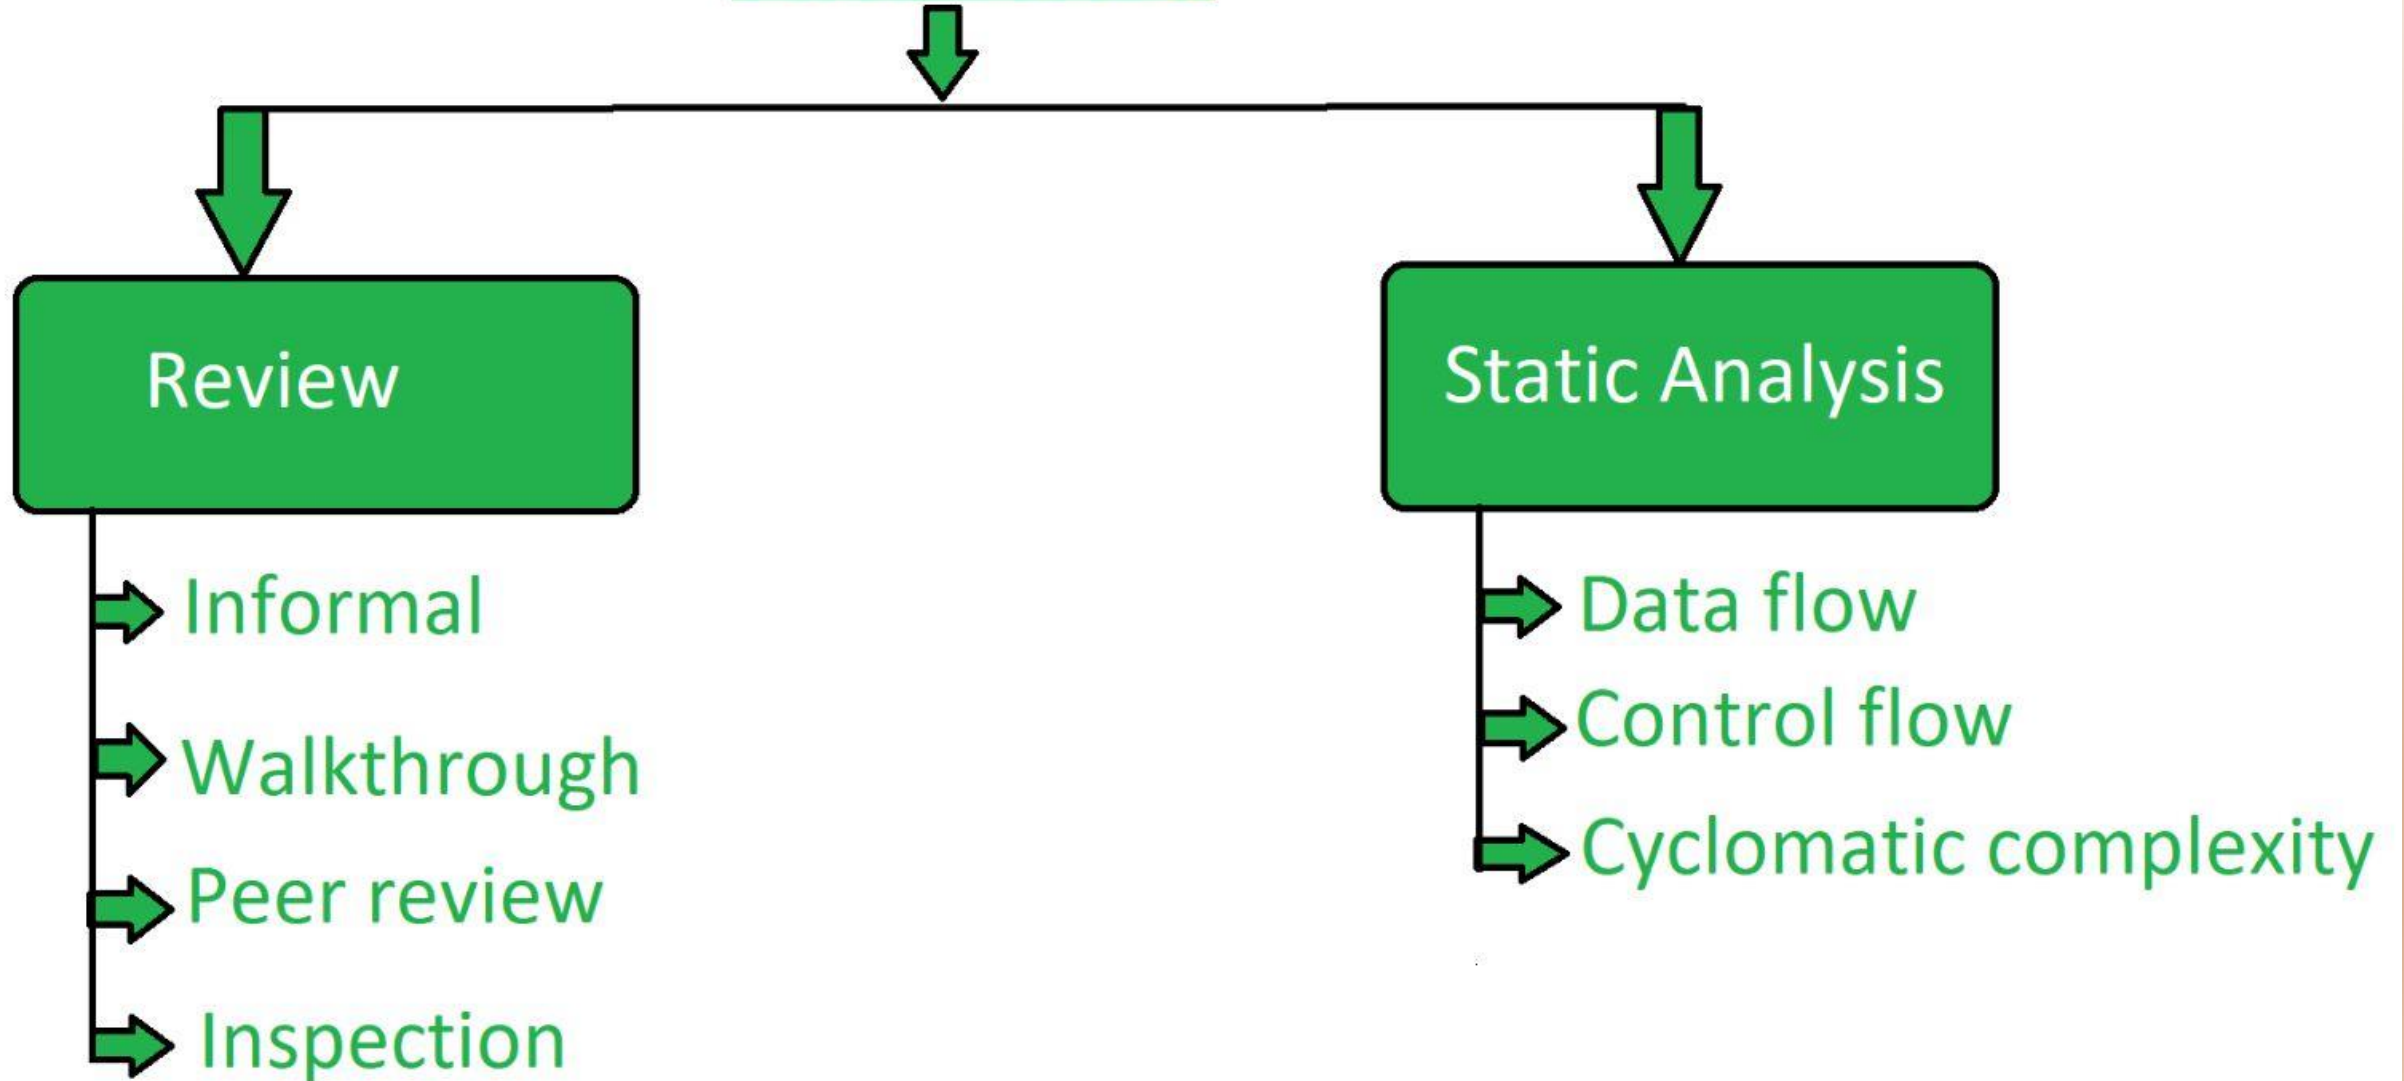 Review
Informal
Walkthrough
Peer review
Inspection
Static Analysis
Data flow
Control flow
Cyclomatic complexity